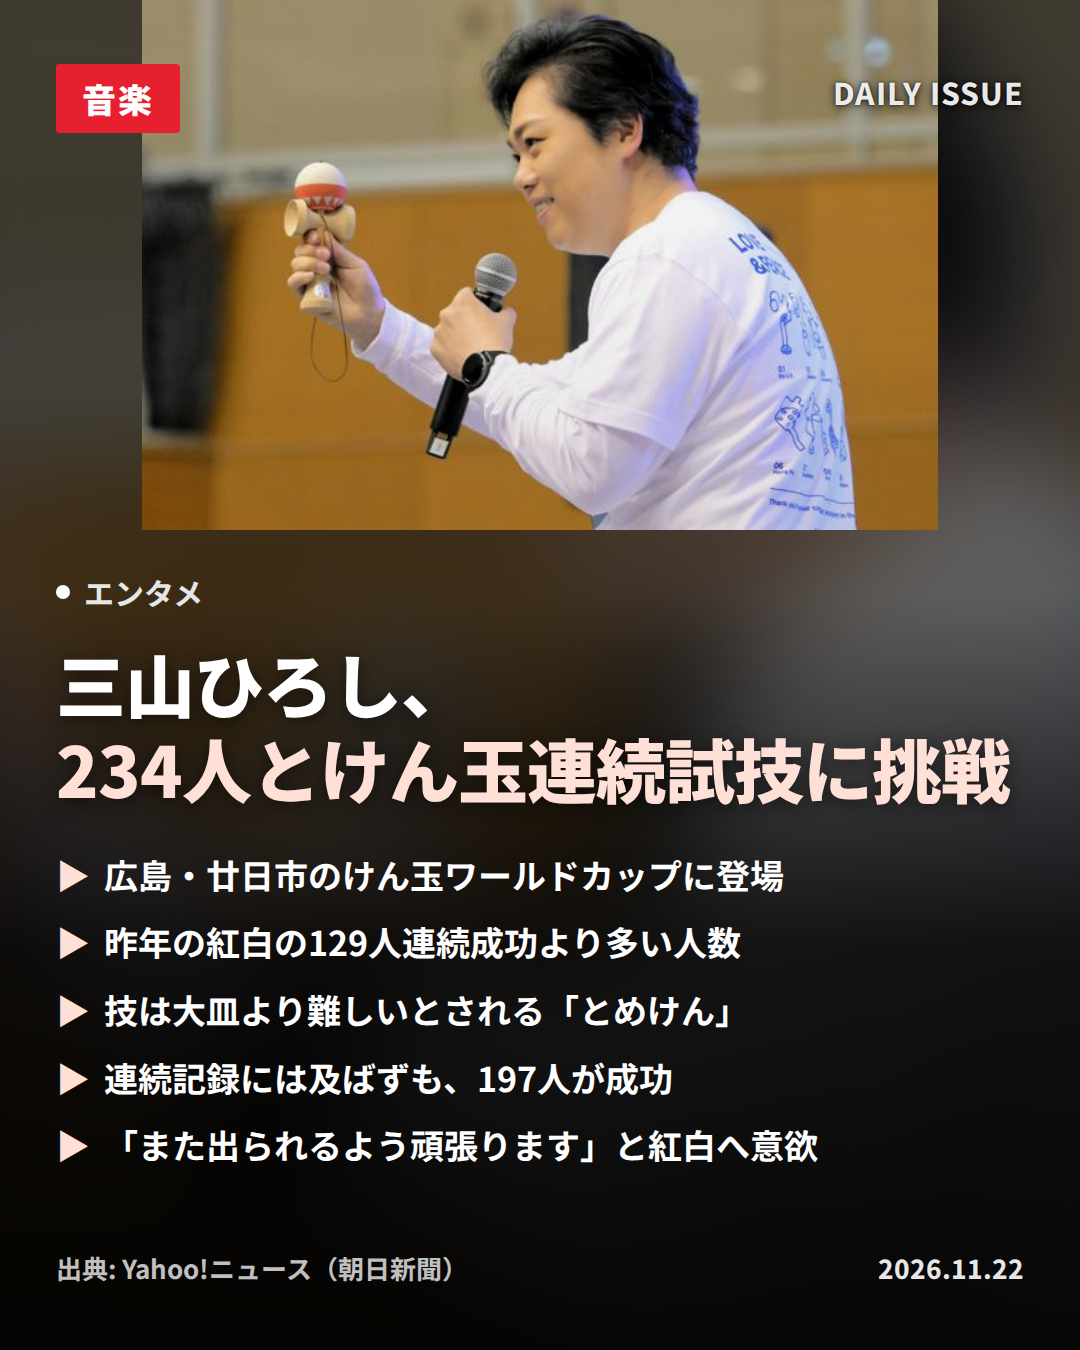 音楽
DAILY ISSUE
LOVE
エンタメ
三山ひろし、
234人とけん玉連続試技に挑戦
▶ 広島・廿日市のけん玉ワールドカップに登場
▶ 昨年の紅白の129人連続成功より多い人数
▶ 技は大皿より難しいとされる「とめけん」
▶ 連続記録には及ばずも、197人が成功
▶ 「また出られるよう頑張ります」と紅白へ意欲
出典: Yahoo!ニュース（朝日新聞）
2026.11.22